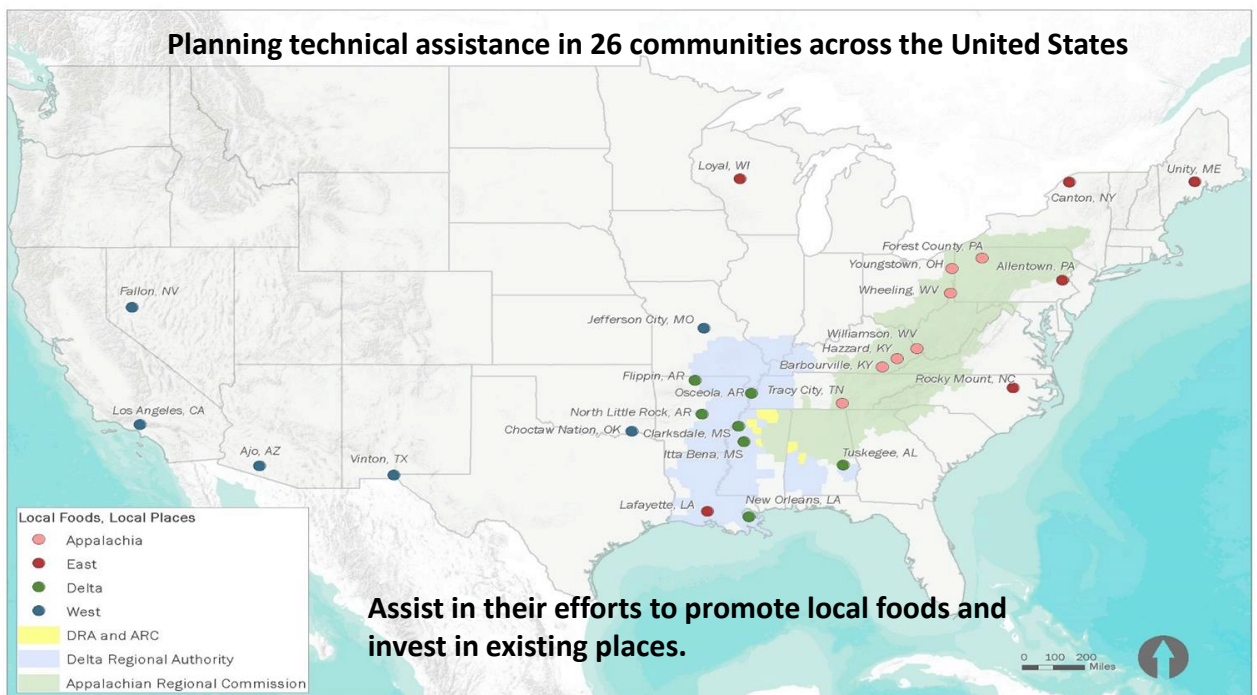 Planning technical assistance in 26 communities across the United States
Loyal, WI
Unity, ME
Canton, NY
Forest County, PA
Youngstown, OH
Allentown, PA
Wheeling, WV
Fallon, NV
Jefferson City, MO
Williamson, WV
Hazzard, KY
Barbourville, KY
Flippin, AR
Osceola, AR
Tracy City, TN
Rocky Mount, NC
Los Angeles, CA
North Little Rock, AR
Choctaw Nation, OK
Clarksdale, MS
Itta Bena, MS
Ajo, AZ
Vinton, TX
Tuskegee, AL
Lafayette, LA
New Orleans, LA
Local Foods, Local Places
Appalachia
East
Delta
West
DRA and ARC
Delta Regional Authority
Appalachian Regional Commission
Assist in their efforts to promote local foods and
invest in existing places.
0 100 200
Miles